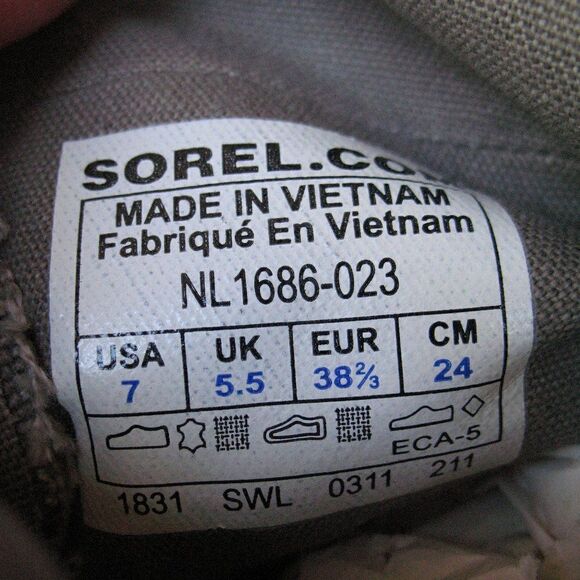 SOREL.CO
MADE IN VIETNAM
Fabriqué En Vietnam
NL1686-023
USA UK EUR CM
7 5.5 38⅔ 24
ECA-5
1831 SWL 0311 211